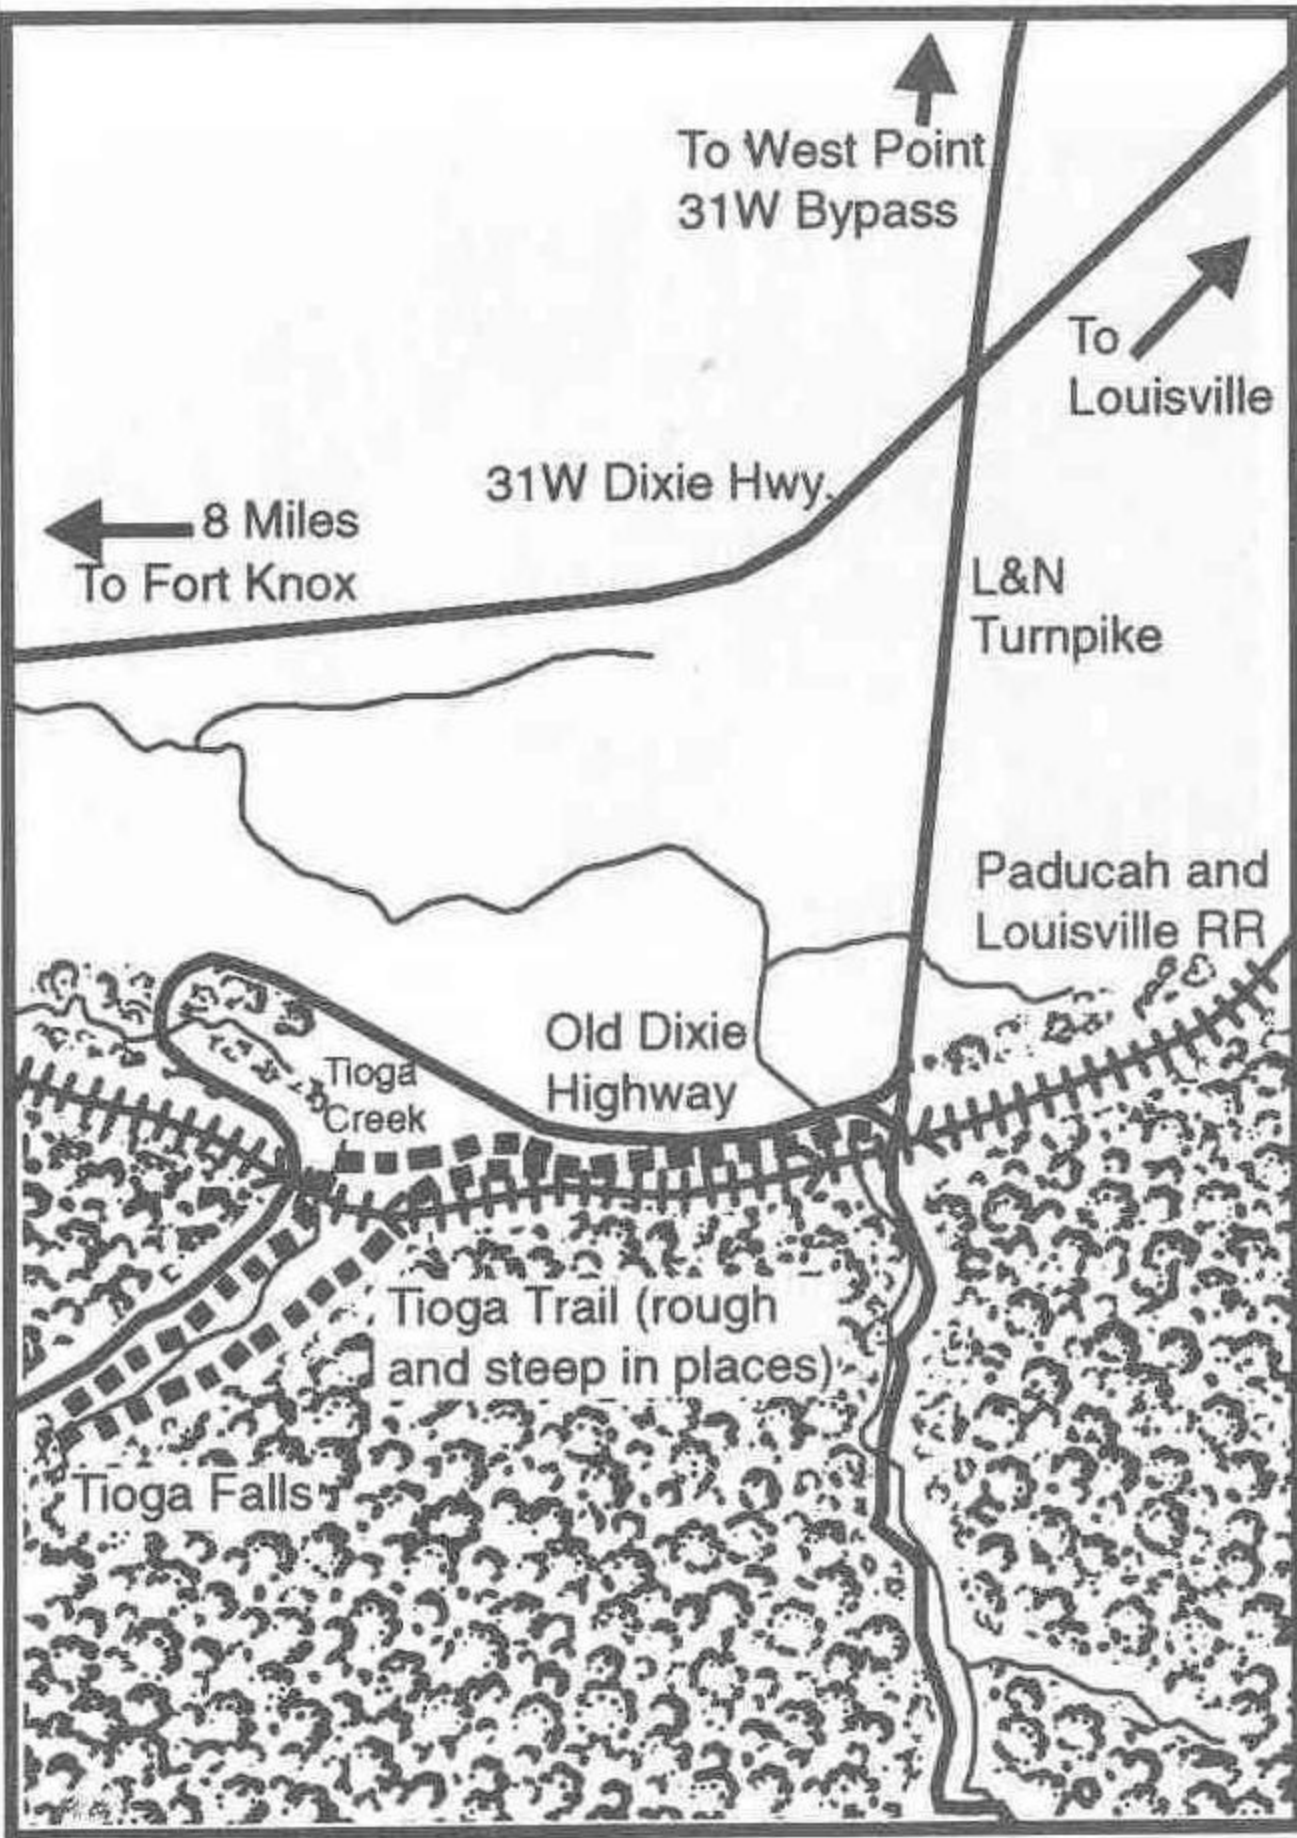 To West Point
31W Bypass
To
Louisville
31W Dixie Hwy.
8 Miles
To Fort Knox
L&N
Turnpike
Paducah and
Louisville RR
Old Dixie
Highway
Tioga
Creek
Tioga Trail (rough
and steep in places)
Tioga Falls